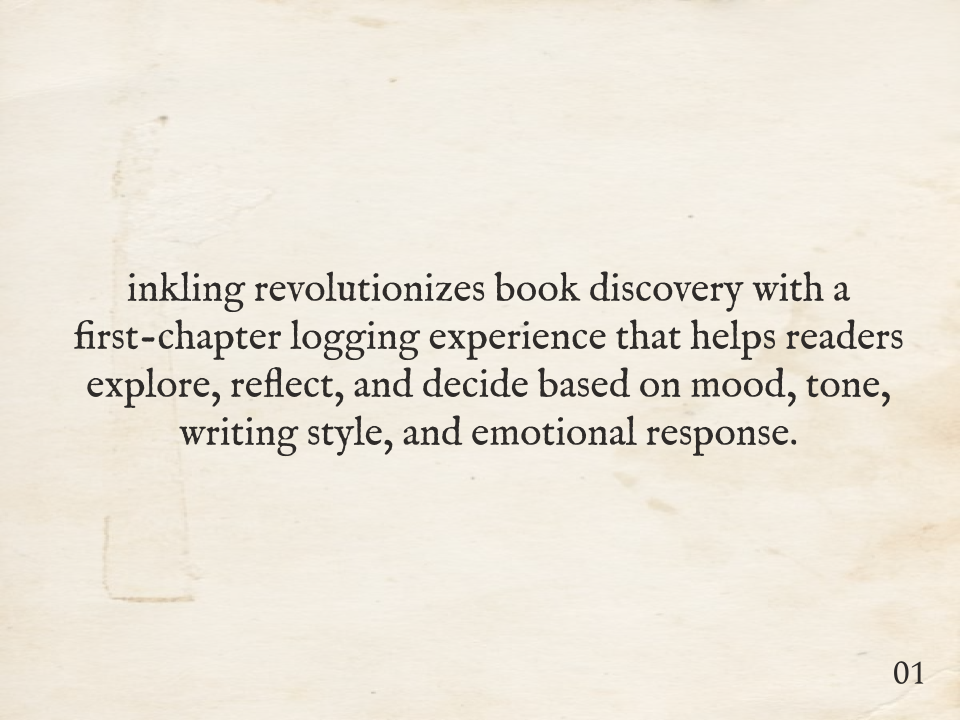 inkling revolutionizes book discovery with a
first-chapter logging experience that helps readers
explore, reflect, and decide based on mood, tone,
writing style, and emotional response.
01